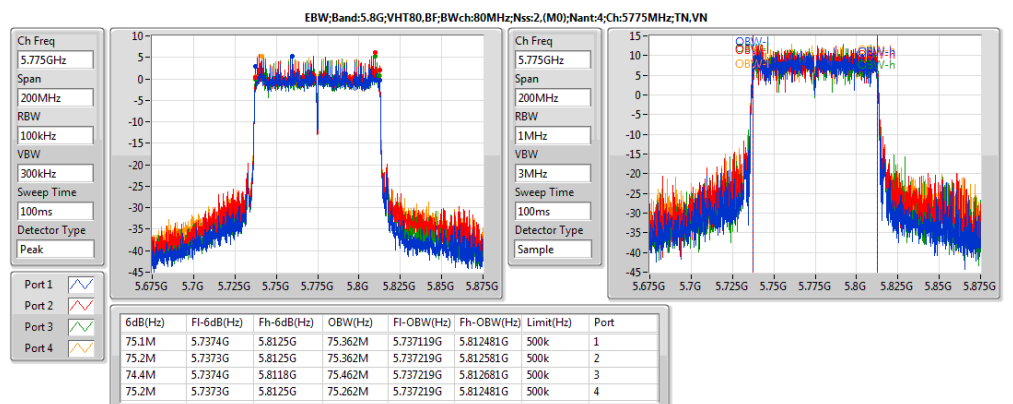 EBW;Band:5.8G;VHT80,BF;BWch:80MHz;Nss:2,(M0);Nant:4;Ch:5775MHz;TN,VN
Ch Freq
5.775GHz
Span
200MHz
RBW
100kHz
VBW
300kHz
Sweep Time
100ms
Detector Type
Peak
Port 1
Port 2
Port 3
Port 4
10
5
0
-5
-10
-15
-20
-25
-30
-35
-40
-45
5.675G 5.7G 5.725G 5.75G 5.775G 5.8G 5.825G 5.85G 5.875G
Ch Freq
5.775GHz
Span
200MHz
RBW
1MHz
VBW
3MHz
Sweep Time
100ms
Detector Type
Sample
15
10
5
0
-5
-10
-15
-20
-25
-30
-35
-40
-45
OBW-l OBW-h
5.675G 5.7G 5.725G 5.75G 5.775G 5.8G 5.825G 5.85G 5.875G
6dB(Hz) Fl-6dB(Hz) Fh-6dB(Hz) OBW(Hz) Fl-OBW(Hz) Fh-OBW(Hz) Limit(Hz) Port
75.1M 5.7374G 5.8125G 75.362M 5.737119G 5.812481G 500k 1
75.2M 5.7373G 5.8125G 75.362M 5.737219G 5.812581G 500k 2
74.4M 5.7374G 5.8118G 75.462M 5.737219G 5.812681G 500k 3
75.2M 5.7373G 5.8125G 75.262M 5.737219G 5.812481G 500k 4